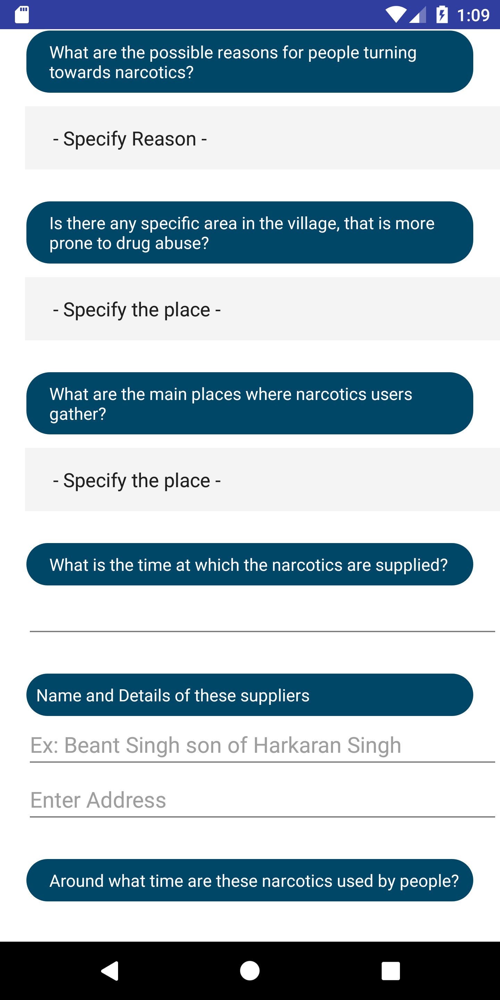 1:09
What are the possible reasons for people turning
towards narcotics?
- Specify Reason -
Is there any specific area in the village, that is more
prone to drug abuse?
- Specify the place -
What are the main places where narcotics users
gather?
- Specify the place -
What is the time at which the narcotics are supplied?
Name and Details of these suppliers
Ex: Beant Singh son of Harkaran Singh
Enter Address
Around what time are these narcotics used by people?